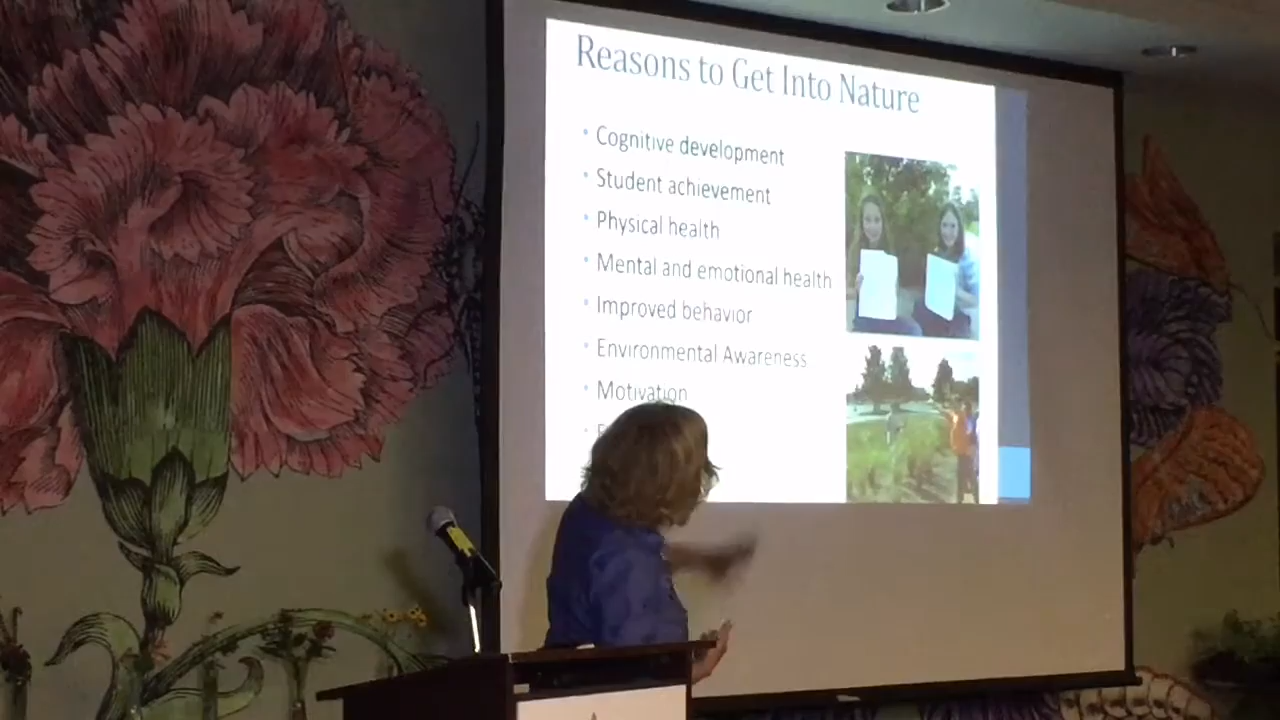 Reasons to Get Into Nature
• Cognitive development
• Student achievement
• Physical health
• Mental and emotional health
• Improved behavior
• Environmental Awareness
• Motivation